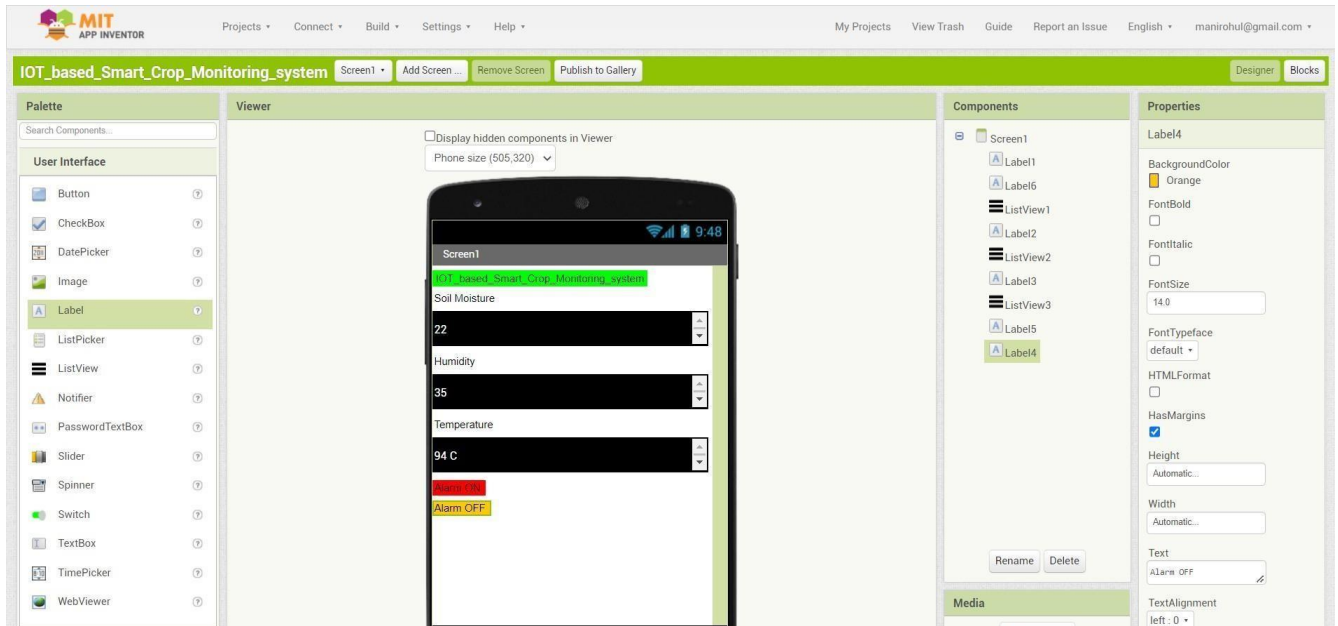 MIT
APP INVENTOR
Projects Connect Build Settings Help My Projects View Trash Guide Report an Issue English manirohul@gmail.com
IOT_based_Smart_Crop_Monitoring_system Screen1 Add Screen ... Remove Screen Publish to Gallery Designer Blocks
Palette
Search Components...
User Interface
Button
CheckBox
DatePicker
Image
Label
ListPicker
ListView
Notifier
PasswordTextBox
Slider
Spinner
Switch
TextBox
TimePicker
WebViewer
Viewer
Display hidden components in Viewer
Phone size (505,320)
9:48
Screen1
IOT_based_Smart_Crop_Monitoring_system
Soil Moisture
22
Humidity
35
Temperature
94 C
Alarm ON
Alarm OFF
Components
Screen1
Label1
Label6
ListView1
Label2
ListView2
Label3
ListView3
Label5
Label4
Rename Delete
Media
Properties
Label4
BackgroundColor
Orange
FontBold
FontItalic
FontSize
14.0
FontTypeface
default
HTMLFormat
HasMargins
Height
Automatic...
Width
Automatic...
Text
Alarm OFF
TextAlignment
left : 0